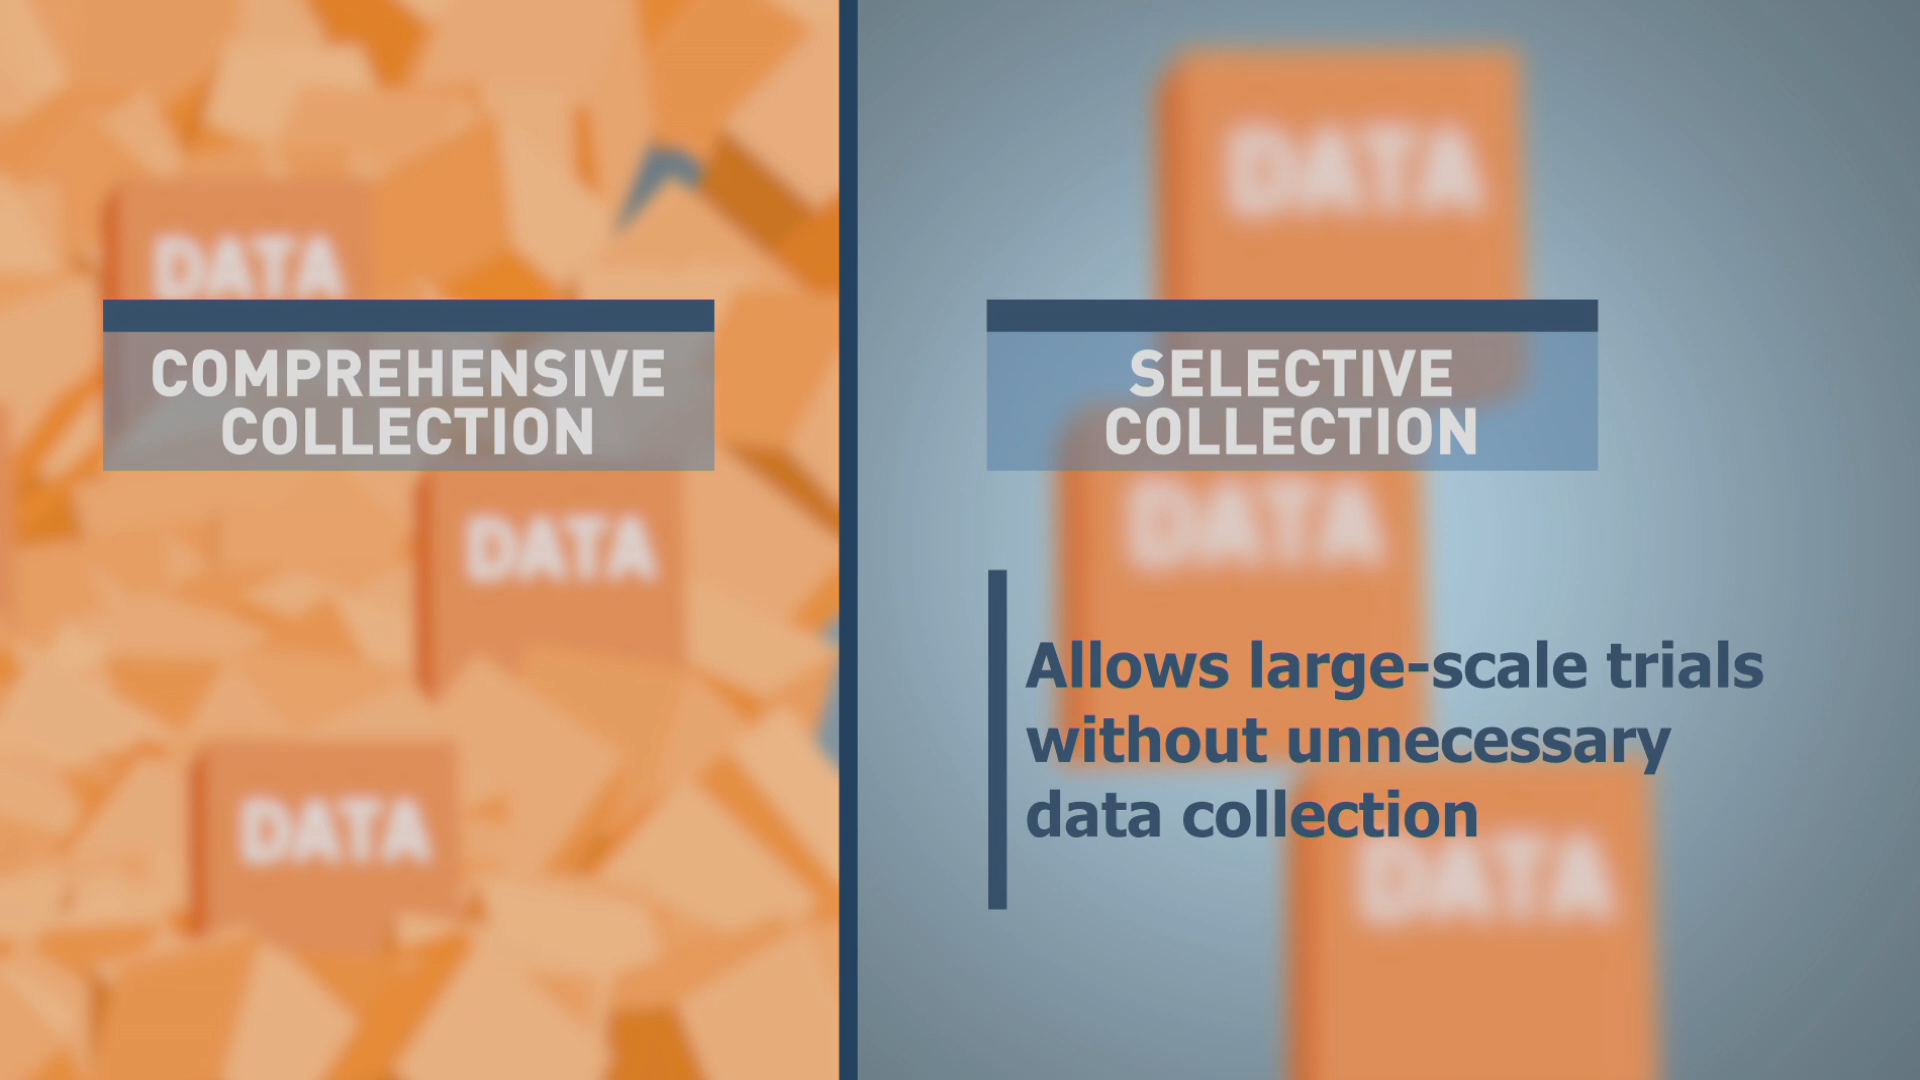 DATA
COMPREHENSIVE
COLLECTION
DATA
DATA
DATA
SELECTIVE
COLLECTION
DATA
Allows large-scale trials
without unnecessary
data collection
DATA